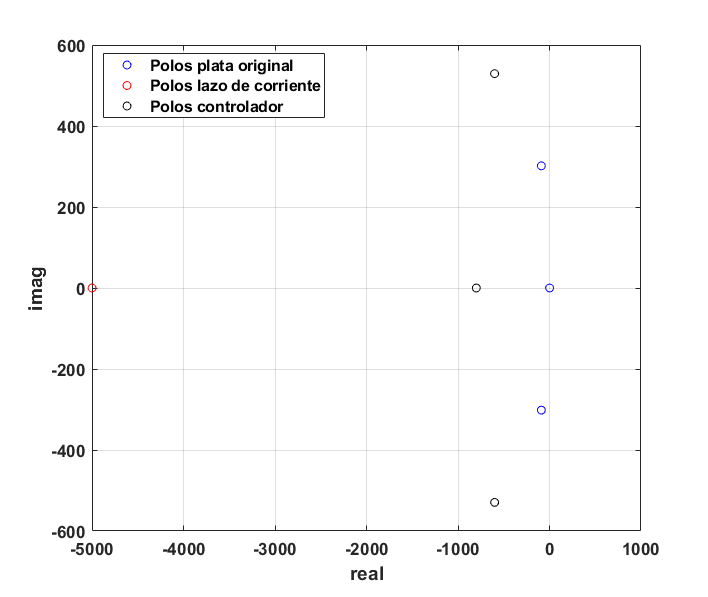 600
400
200
0
-200
-400
-600
-5000
-4000
-3000
-2000
-1000
0
1000
imag
real
Polos plata original
Polos lazo de corriente
Polos controlador